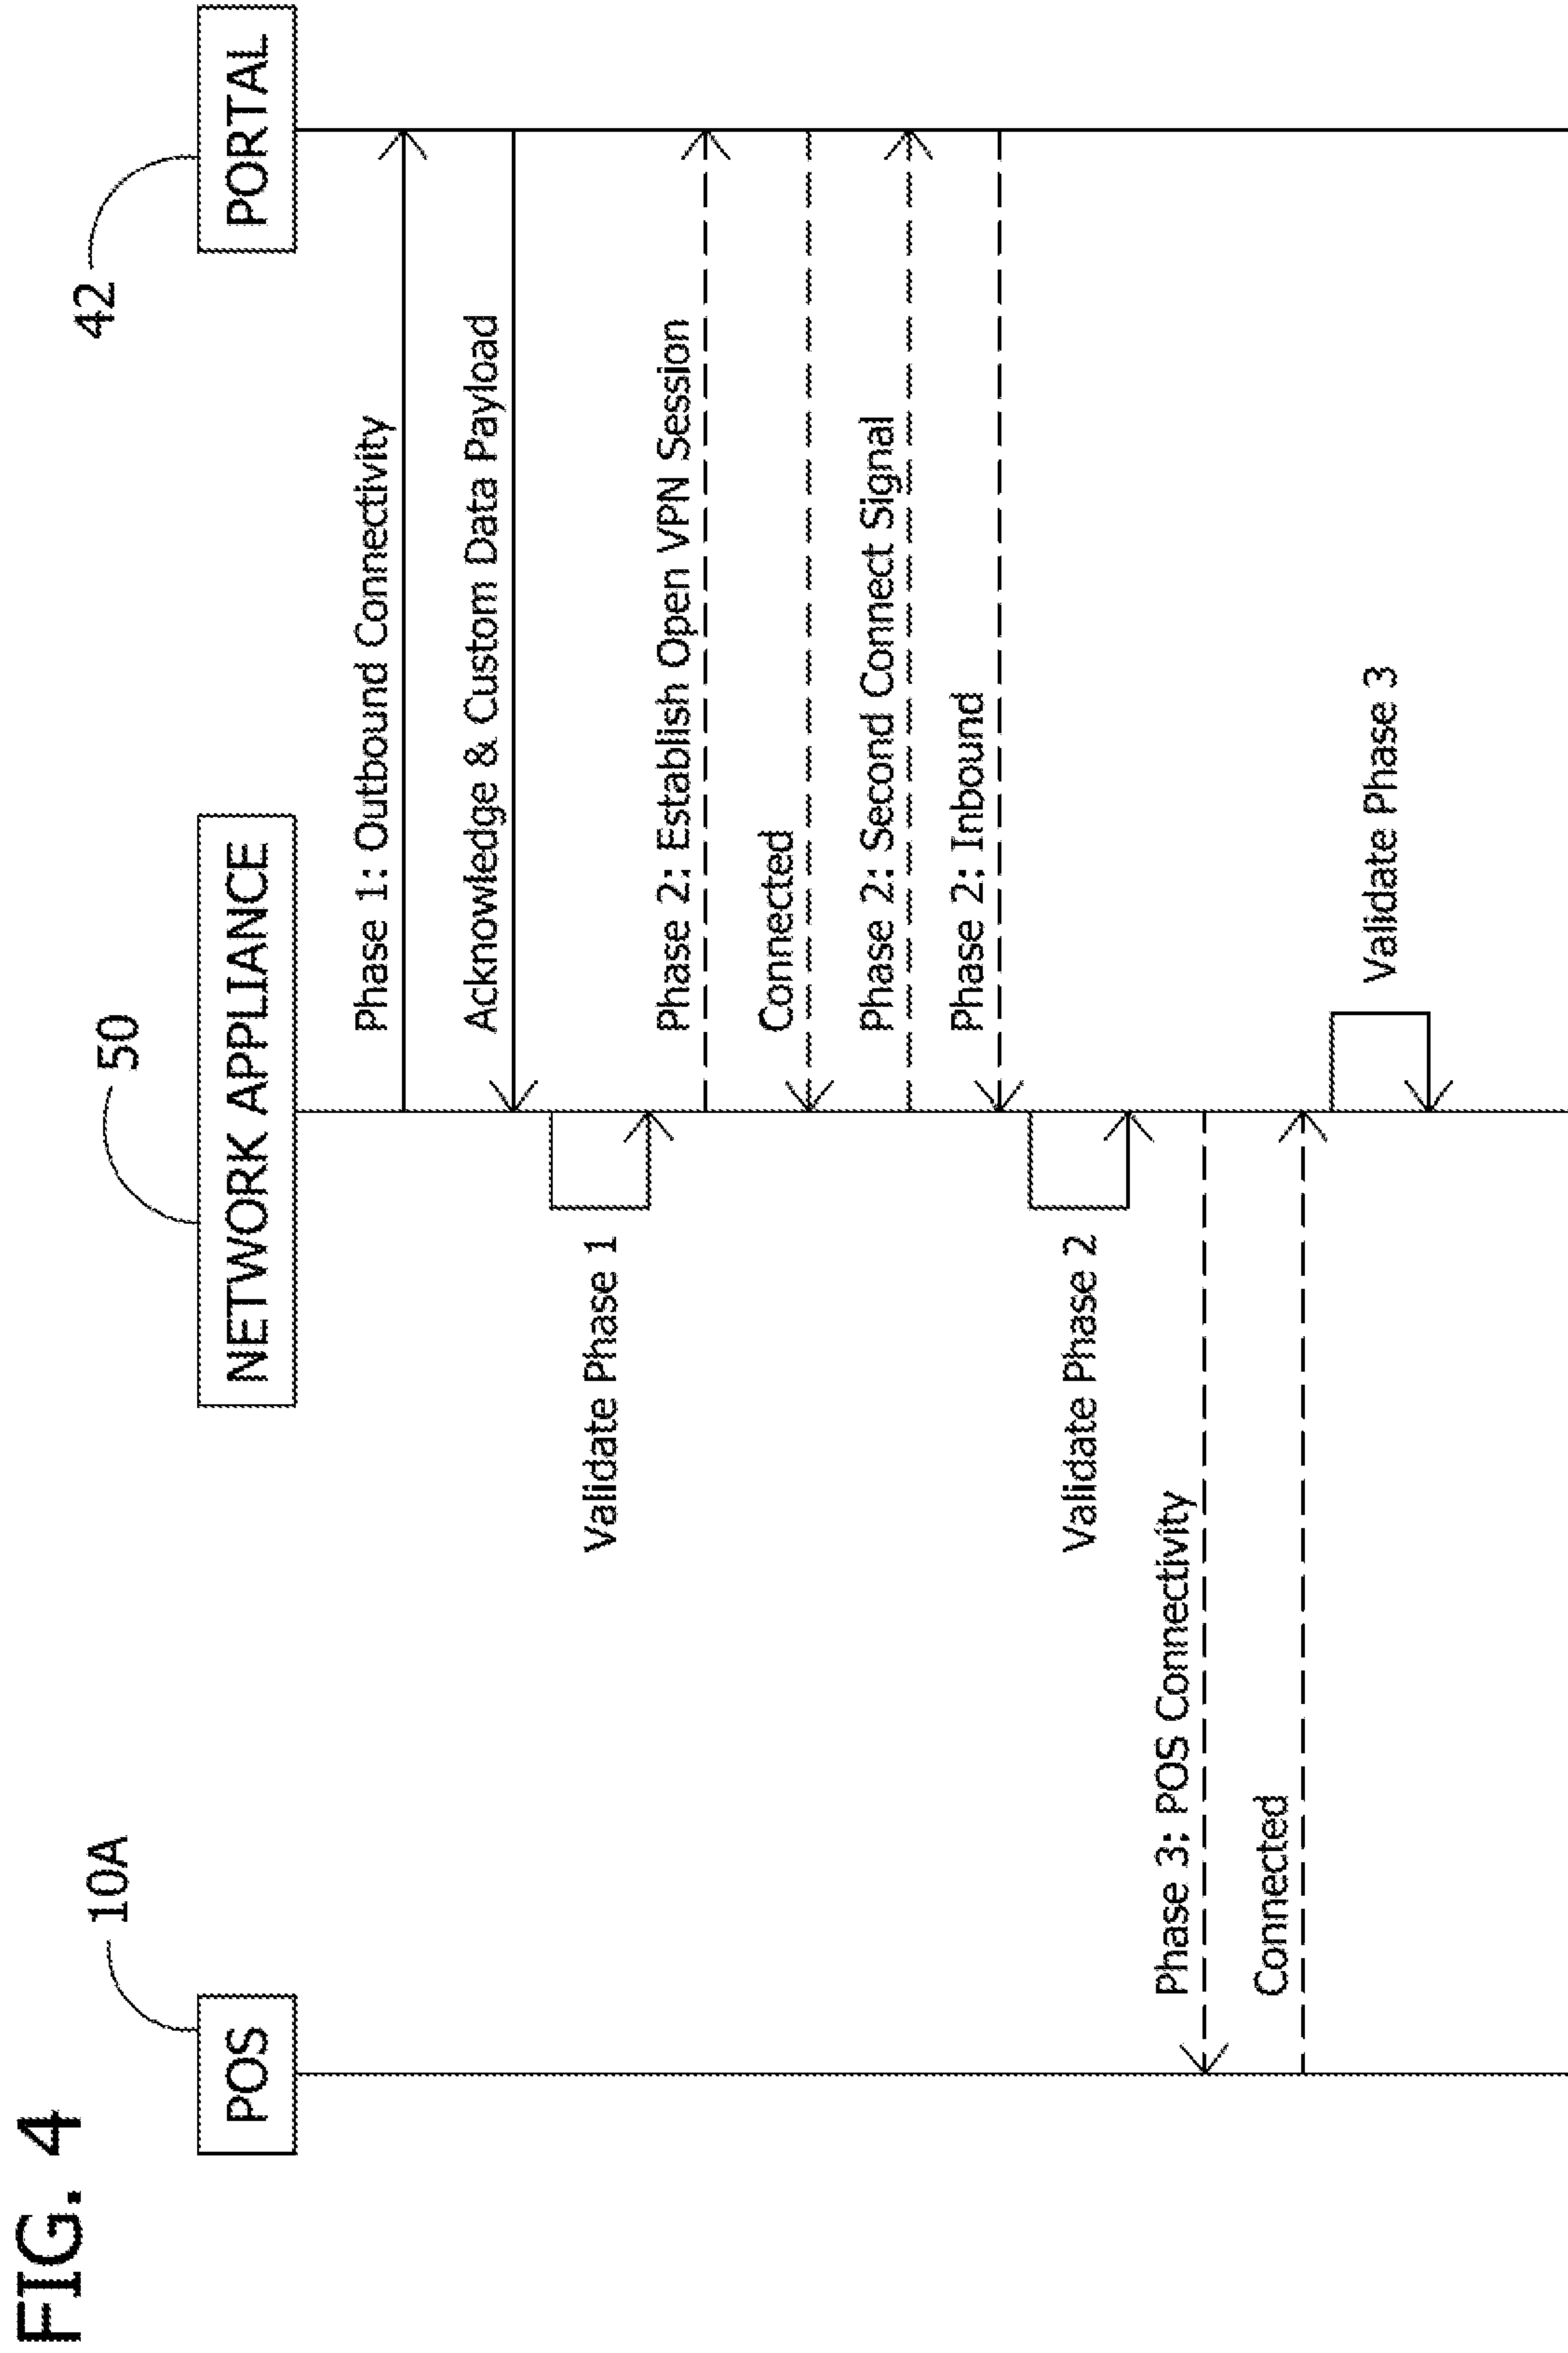 FIG. 4
10A
50
42
POS
NETWORK APPLIANCE
PORTAL
Phase 1: Outbound Connectivity
Acknowledge & Custom Data Payload
Validate Phase 1
Phase 2: Establish Open VPN Session
Connected
Phase 2: Second Connect Signal
Phase 2: Inbound
Validate Phase 2
Phase 3: POS Connectivity
Connected
Validate Phase 3